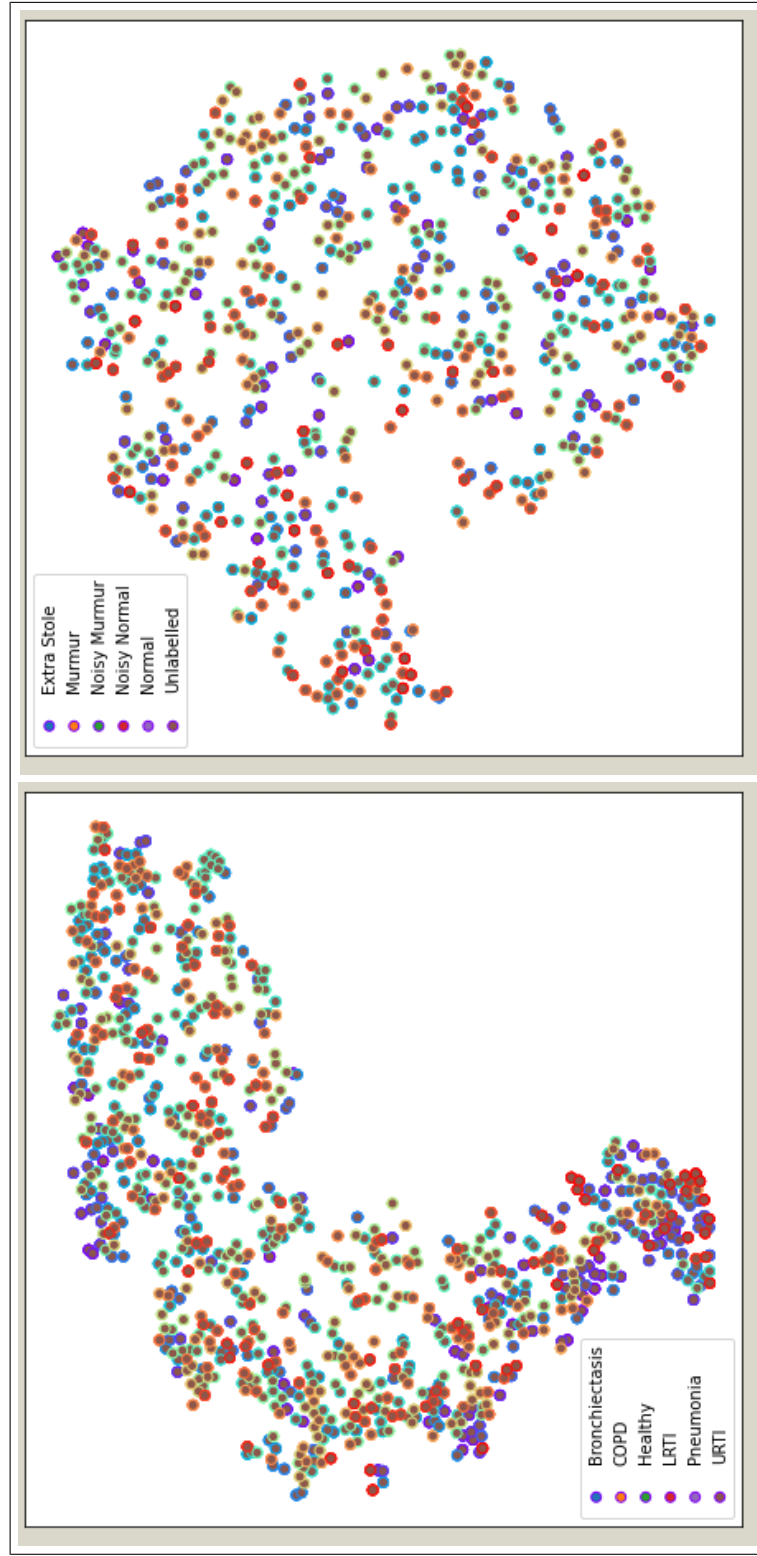 Extra Stole
Murmur
Noisy Murmur
Noisy Normal
Normal
Unlabelled
Bronchiectasis
COPD
Healthy
LRTI
Pneumonia
URTI